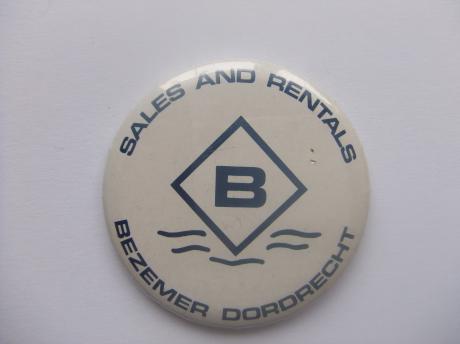 SALES AND RENTALS
B
BEZEMER DORDRECHT